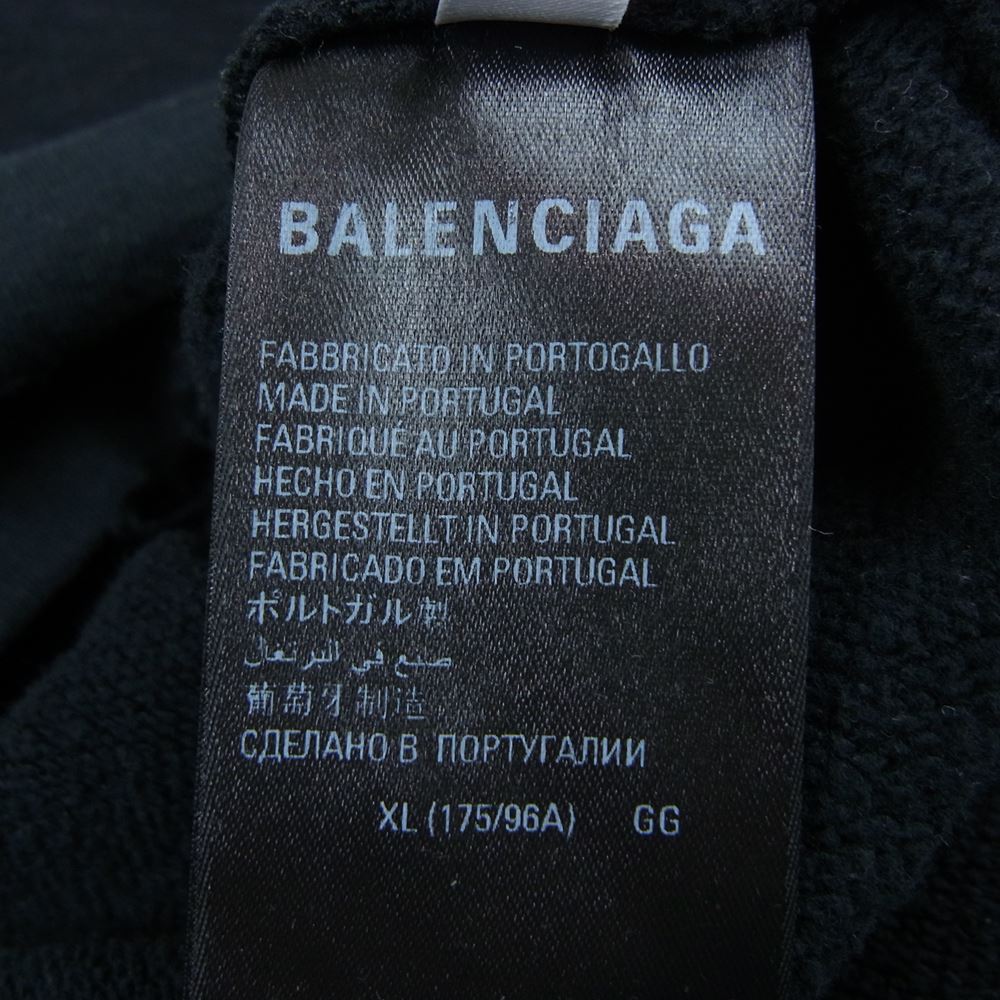 BALENCIAGA
FABBRICATO IN PORTOGALLO
MADE IN PORTUGAL
FABRIQUÉ AU PORTUGAL
HECHO EN PORTUGAL
HERGESTELLT IN PORTUGAL
FABRICADO EM PORTUGAL
ポルトガル製
صنع في البرتغال
葡萄牙制造
СДЕЛАНО В ПОРТУГАЛИИ
XL (175/96A) GG